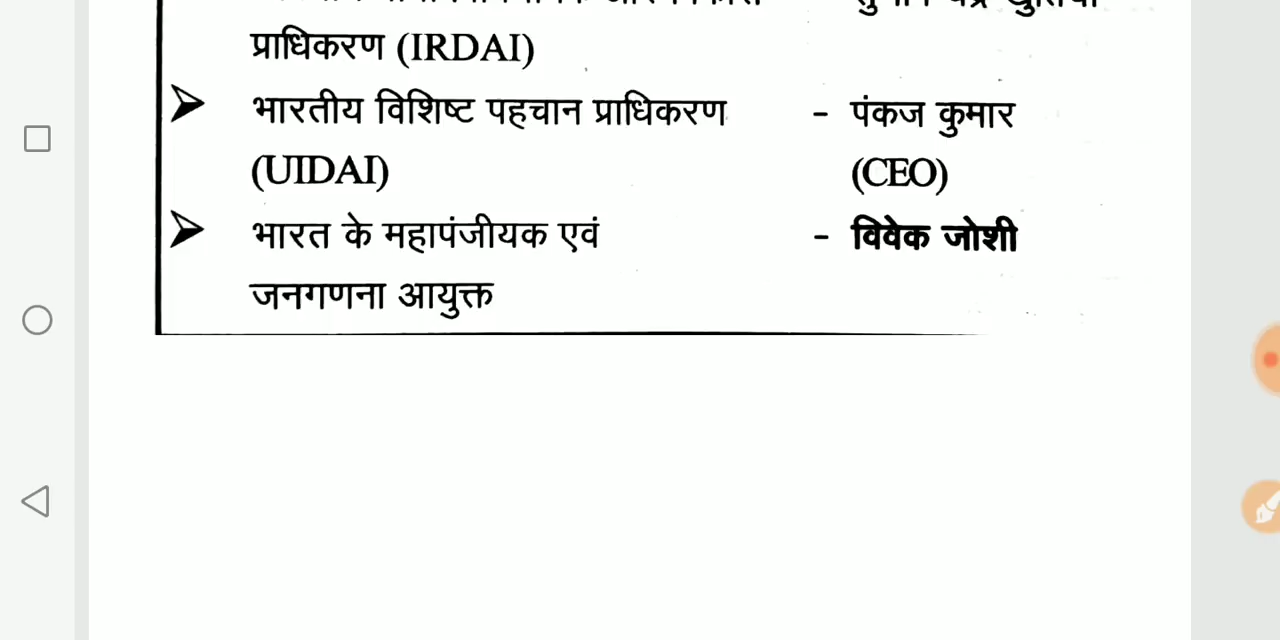 प्राधिकरण (IRDAI)
भारतीय विशिष्ट पहचान प्राधिकरण - पंकज कुमार
(UIDAI) (CEO)
भारत के महापंजीयक एवं - विवेक जोशी
जनगणना आयुक्त